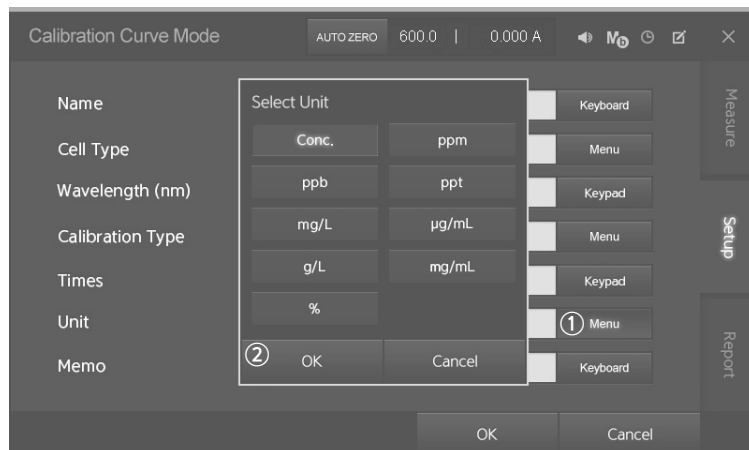 Calibration Curve Mode AUTO ZERO 600.0 | 0.000 A M
Name Keyboard
Cell Type Menu
Wavelength (nm) Keypad
Calibration Type Menu
Times Keypad
Unit ① Menu
Memo Keyboard
Select Unit
Conc. ppm
ppb ppt
mg/L µg/mL
g/L mg/mL
%
② OK Cancel
OK Cancel
Measure
Setup
Report